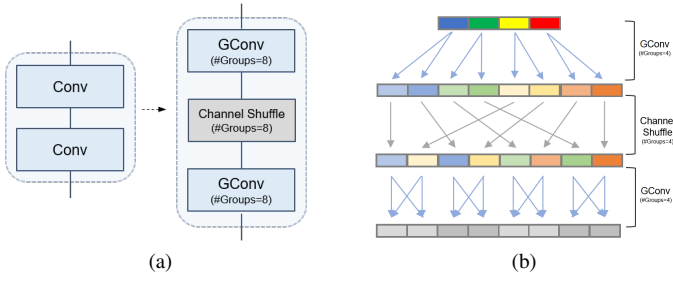 Conv
Conv
GConv
(#Groups=8)
Channel Shuffle
(#Groups=8)
GConv
(#Groups=8)
(a)
GConv
(#Groups=4)
Channe
Shuffle
(#Groups=4)
GConv
(#Groups=4)
(b)